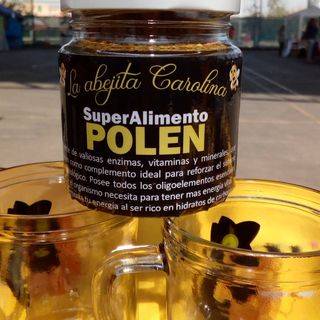 La abejita Carolina
SuperAlimento
POLEN
de valiosas enzimas, vitaminas y minerales,
como complemento ideal para reforzar el
Posee todos los oligoelementos
organismo necesita para tener mas energía
tu energía al ser rico en hidratos de